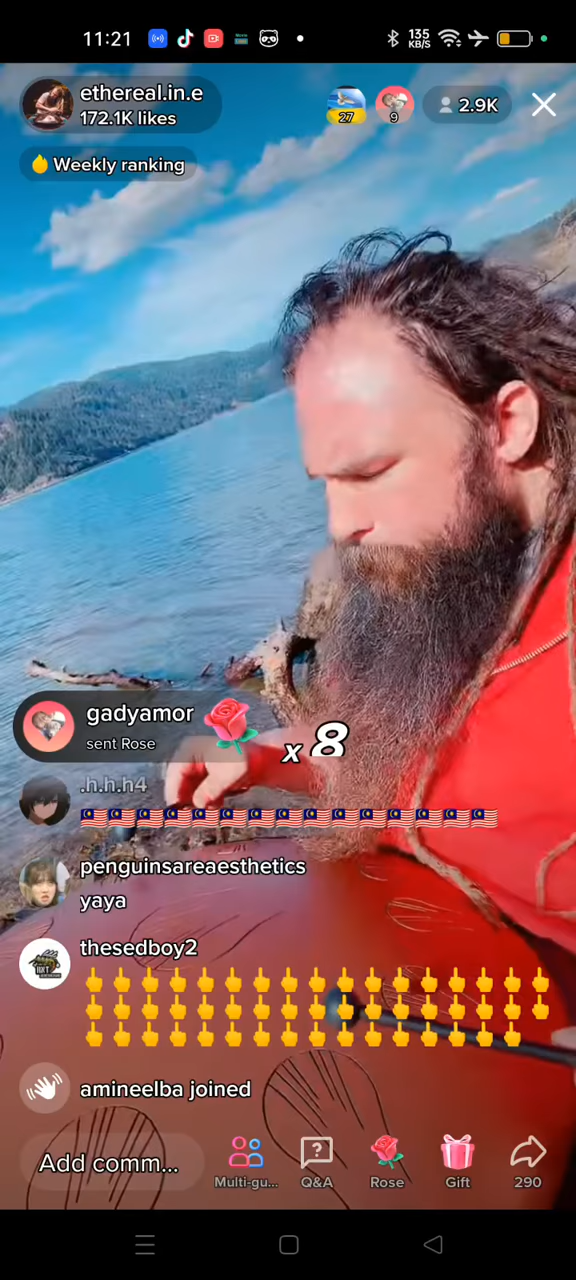 11:21
135
KB/S
ethereal.in.e
172.1K likes
27
9
2.9K
Weekly ranking
gadyamor
sent Rose
x 8
.h.h.h4
🇲🇾🇲🇾🇲🇾🇲🇾🇲🇾🇲🇾🇲🇾🇲🇾🇲🇾🇲🇾🇲🇾🇲🇾🇲🇾🇲🇾🇲🇾
penguinsareaesthetics
yaya
thesedboy2
🖕🖕🖕🖕🖕🖕🖕🖕🖕🖕🖕🖕🖕🖕🖕🖕🖕
🖕🖕🖕🖕🖕🖕🖕🖕🖕🖕🖕🖕🖕🖕🖕🖕🖕
🖕🖕🖕🖕🖕🖕🖕🖕🖕🖕🖕🖕🖕🖕🖕🖕
amineelba joined
Add comm...
Multi-gu...
Q&A
Rose
Gift
290